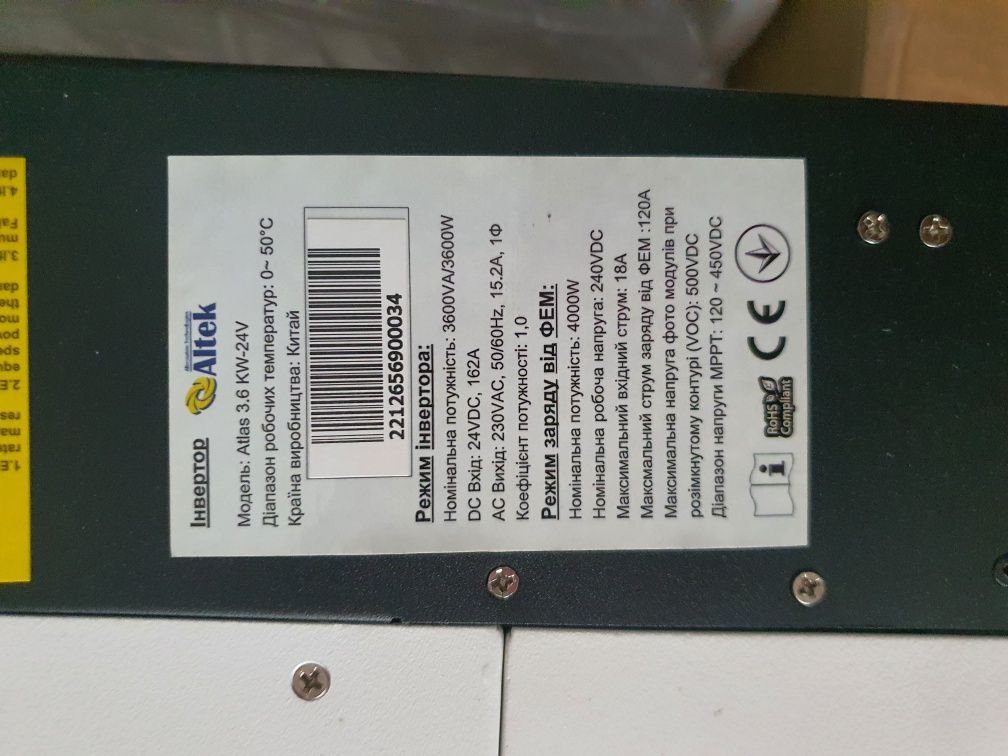 Інвертор
Alternative Technologies
Altek
Модель: Atlas 3.6 KW-24V
Діапазон робочих температур: 0~ 50°C
Країна виробництва: Китай
2212656900034
Режим інвертора:
Номінальна потужність: 3600VA/3600W
DC Вхід: 24VDC, 162A
AC Вихід: 230VAC, 50/60Hz, 15.2A, 1Ф
Коефіцієнт потужності: 1,0
Режим заряду від ФЕМ:
Номінальна потужність: 4000W
Номінальна робоча напруга: 240VDC
Максимальний вхідний струм: 18A
Максмальний струм заряду від ФЕМ :120A
Максимальна напруга фото модулів при
розімкнутому контурі (VOC): 500VDC
Діапазон напруги MPPT: 120 ~ 450VDC
i
RoHS
Compliant
CE